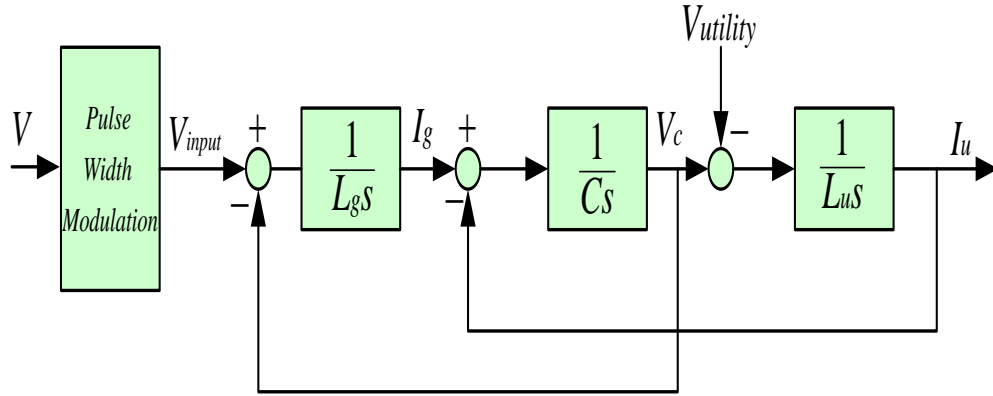 Vutility
V
Pulse
Width
Modulation
Vinput
+
−
1
Lgs
Ig
+
−
1
Cs
Vc
−
1
Lus
Iu